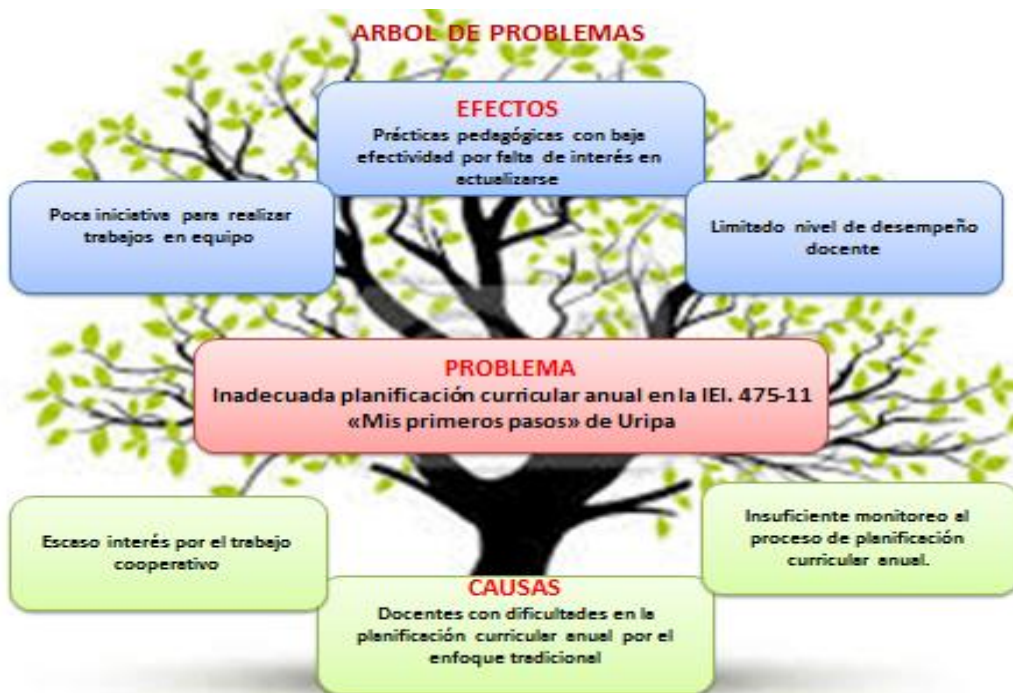 ARBOL DE PROBLEMAS
EFECTOS
Prácticas pedagógicas con baja
efectividad por falta de interés en
actualizarse
Poca iniciativa para realizar
trabajos en equipo
Limitado nivel de desempeño
docente
PROBLEMA
Inadecuada planificación curricular anual en la IEI. 475-11
«Mis primeros pasos» de Uripa
Escaso interés por el trabajo
cooperativo
Insuficiente monitoreo al
proceso de planificación
curricular anual.
CAUSAS
Docentes con dificultades en la
planificación curricular anual por el
enfoque tradicional